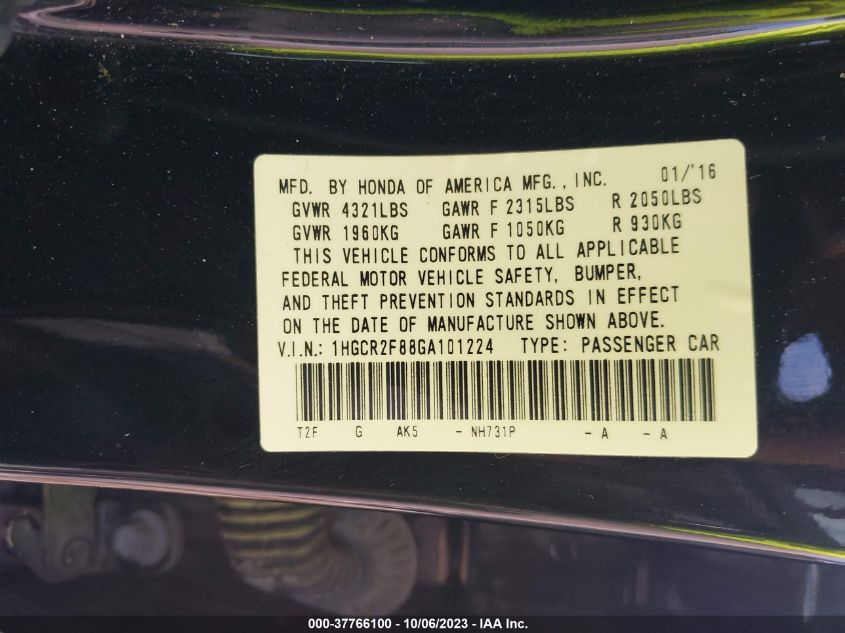 MFD. BY HONDA OF AMERICA MFG., INC. 01/'16
GVWR 4321LBS GAWR F 2315LBS R 2050LBS
GVWR 1960KG GAWR F 1050KG R 930KG
THIS VEHICLE CONFORMS TO ALL APPLICABLE
FEDERAL MOTOR VEHICLE SAFETY, BUMPER,
AND THEFT PREVENTION STANDARDS IN EFFECT
ON THE DATE OF MANUFACTURE SHOWN ABOVE.
V.I.N.: 1HGCR2F88GA101224 TYPE: PASSENGER CAR
T2F G AK5 - NH731P - A - A
000-37766100 - 10/06/2023 - IAA Inc.